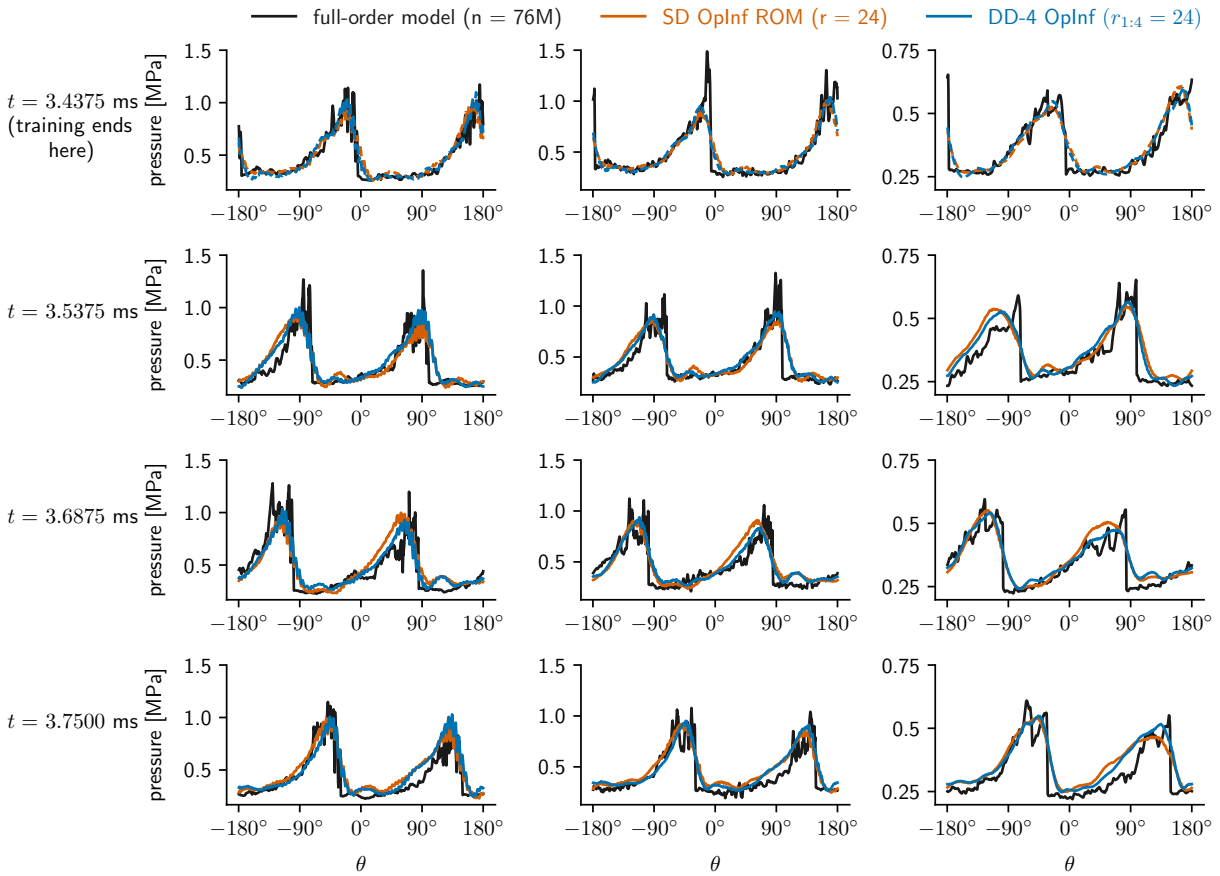 full-order model (n = 76M) SD OpInf ROM (r = 24) DD-4 OpInf (r₁:₄ = 24)
t = 3.4375 ms
(training ends
here)
pressure [MPa]
1.5
1.0
0.5
−180° −90° 0° 90° 180°
1.5
1.0
0.5
−180° −90° 0° 90° 180°
0.75
0.50
0.25
−180° −90° 0° 90° 180°
t = 3.5375 ms
pressure [MPa]
1.5
1.0
0.5
−180° −90° 0° 90° 180°
1.5
1.0
0.5
−180° −90° 0° 90° 180°
0.75
0.50
0.25
−180° −90° 0° 90° 180°
t = 3.6875 ms
pressure [MPa]
1.5
1.0
0.5
−180° −90° 0° 90° 180°
1.5
1.0
0.5
−180° −90° 0° 90° 180°
0.75
0.50
0.25
−180° −90° 0° 90° 180°
t = 3.7500 ms
pressure [MPa]
1.5
1.0
0.5
−180° −90° 0° 90° 180°
θ
1.5
1.0
0.5
−180° −90° 0° 90° 180°
θ
0.75
0.50
0.25
−180° −90° 0° 90° 180°
θ